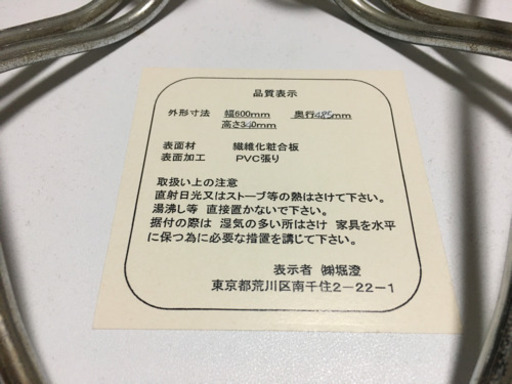 品質表示
外形寸法 幅600mm 奥行485mm
高さ320mm
表面材 繊維化粧合板
表面加工 PVC張り
取扱い上の注意
直射日光又はストーブ等の熱はさけて下さい。
湯沸し等 直接置かないで下さい。
据付の際は 湿気の多い所はさけ 家具を水平
に保つ為に必要な措置を講じて下さい。
表示者 ㈱堀澄
東京都荒川区南千住2-22-1